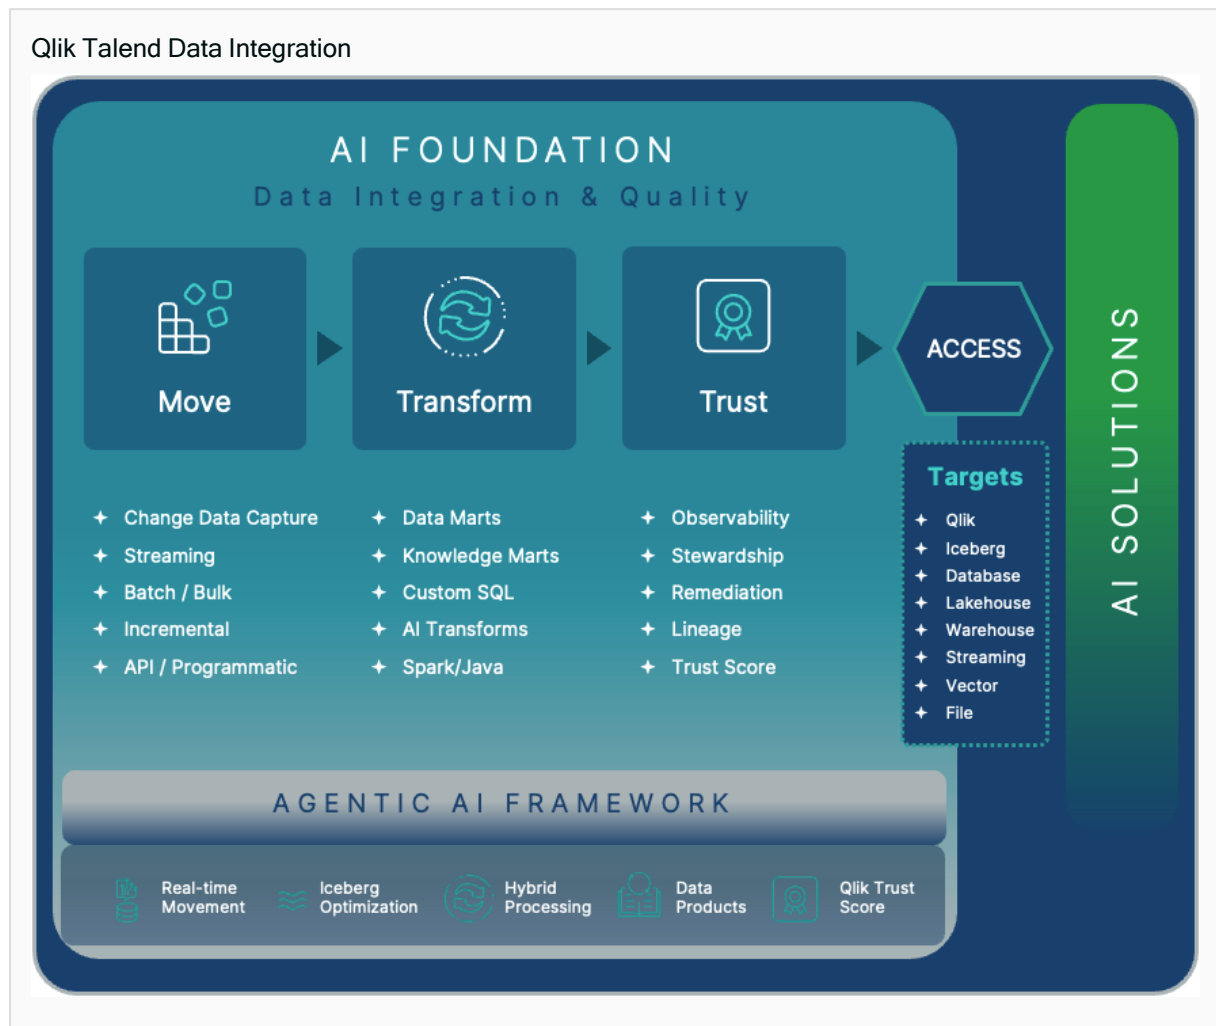 Qlik Talend Data Integration
AI FOUNDATION
Data Integration & Quality
Move
Transform
Trust
ACCESS
Change Data Capture
Streaming
Batch / Bulk
Incremental
API / Programmatic
Data Marts
Knowledge Marts
Custom SQL
AI Transforms
Spark/Java
Observability
Stewardship
Remediation
Lineage
Trust Score
Targets
Qlik
Iceberg
Database
Lakehouse
Warehouse
Streaming
Vector
File
AI SOLUTIONS
AGENTIC AI FRAMEWORK
Real-time
Movement
Iceberg
Optimization
Hybrid
Processing
Data
Products
Qlik Trust
Score